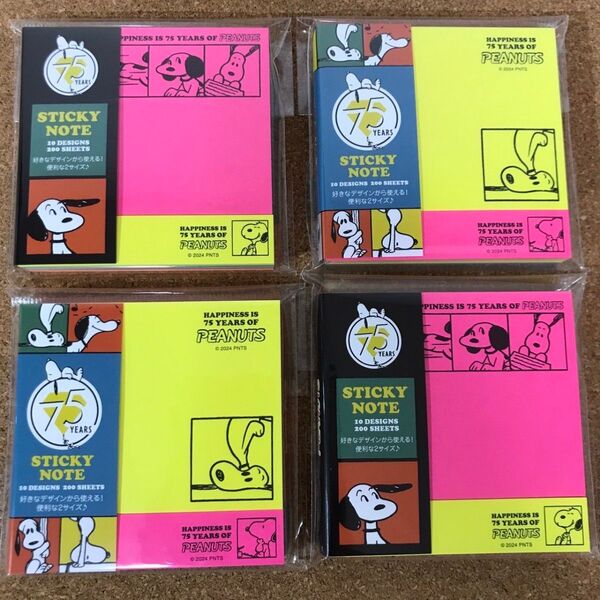 HAPPINESS IS 75 YEARS OF PEANUTS
75
YEARS
STICKY
NOTE
10 DESIGNS
200 SHEETS
好きなデザインから使える!
便利な2サイズ♪
HAPPINESS IS
75 YEARS OF
PEANUTS
© 2024 PNTS
HAPPINESS IS
75 YEARS OF
PEANUTS
© 2024 PNTS
75
YEARS
STICKY
NOTE
10 DESIGNS 200 SHEETS
好きなデザインから使える!
便利な2サイズ♪
HAPPINESS IS
75 YEARS OF
PEANUTS
© 2024 PNTS
HAPPINESS IS
75 YEARS OF
PEANUTS
© 2024 PNTS
75
YEARS
STICKY
NOTE
10 DESIGNS 200 SHEETS
好きなデザインから使える!
便利な2サイズ♪
HAPPINESS IS
75 YEARS OF
PEANUTS
© 2024 PNTS
HAPPINESS IS 75 YEARS OF PEANUTS
75
YEARS
STICKY
NOTE
10 DESIGNS
200 SHEETS
好きなデザインから使える!
便利な2サイズ♪
HAPPINESS IS
75 YEARS OF
PEANUTS
© 2024 PNTS